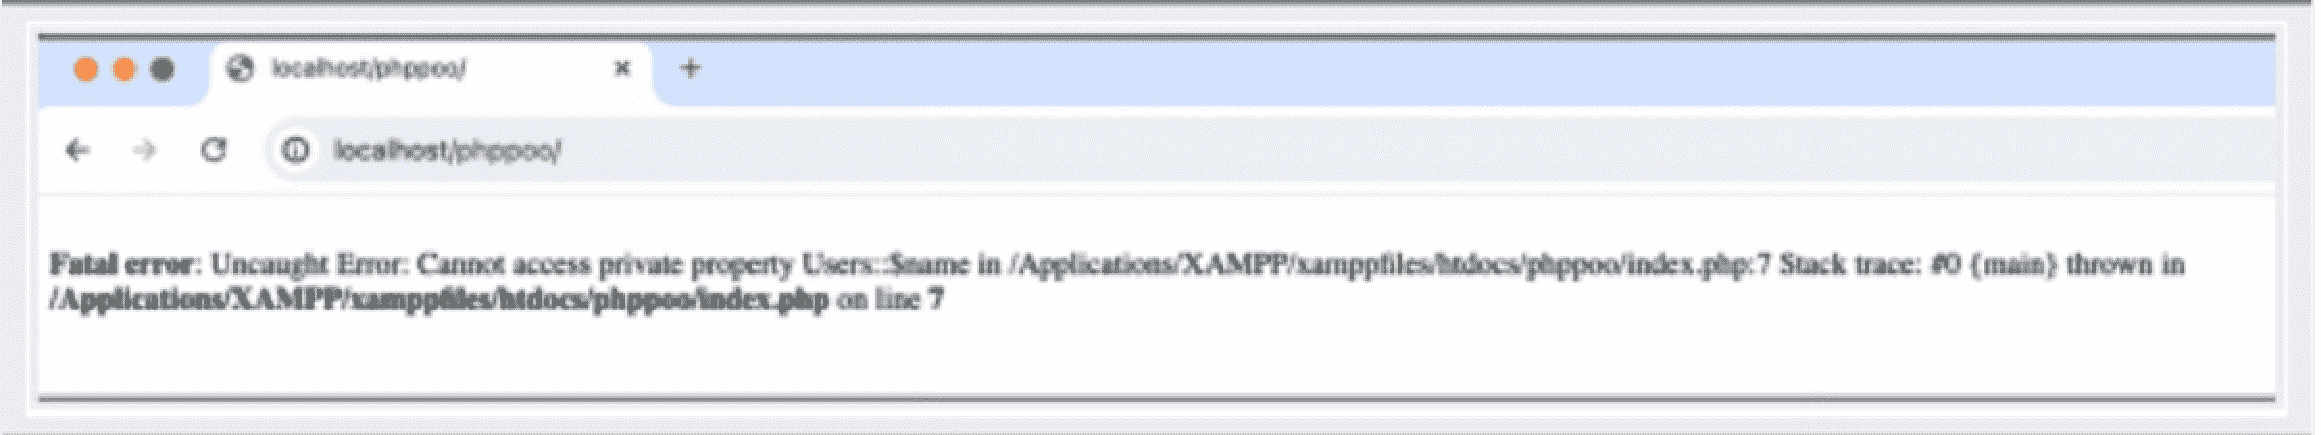 localhost/phppoo/
localhost/phppoo/
Fatal error: Uncaught Error: Cannot access private property Users::$name in /Applications/XAMPP/xamppfiles/htdocs/phppoo/index.php:7 Stack trace: #0 {main} thrown in
/Applications/XAMPP/xamppfiles/htdocs/phppoo/index.php on line 7